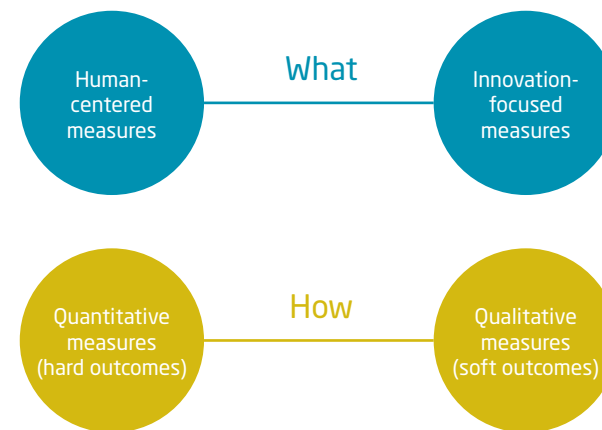 Human-
centered
measures
What
Innovation-
focused
measures
Quantitative
measures
(hard outcomes)
How
Qualitative
measures
(soft outcomes)